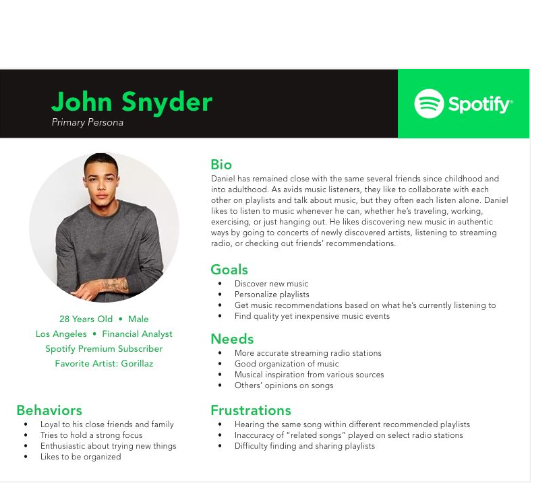 John Snyder
Primary Persona
Spotify
Bio
Daniel has remained close with the same several friends since childhood and
into adulthood. As avids music listeners, they like to collaborate with each
other on playlists and talk about music, but they often each listen alone. Daniel
likes to listen to music whenever he can, whether he's traveling, working,
exercising, or just hanging out. He likes discovering new music in authentic
ways by going to concerts of newly discovered artists, listening to streaming
radio, or checking out friends' recommendations.
Goals
• Discover new music
• Personalize playlists
• Get music recommendations based on what he's currently listening to
• Find quality yet inexpensive music events
28 Years Old • Male
Los Angeles • Financial Analyst
Spotify Premium Subscriber
Favorite Artist: Gorillaz
Needs
• More accurate streaming radio stations
• Good organization of music
• Musical inspiration from various sources
• Others' opinions on songs
Behaviors
• Loyal to his close friends and family
• Tries to hold a strong focus
• Enthusiastic about trying new things
• Likes to be organized
Frustrations
• Hearing the same song within different recommended playlists
• Inaccuracy of "related songs" played on select radio stations
• Difficulty finding and sharing playlists